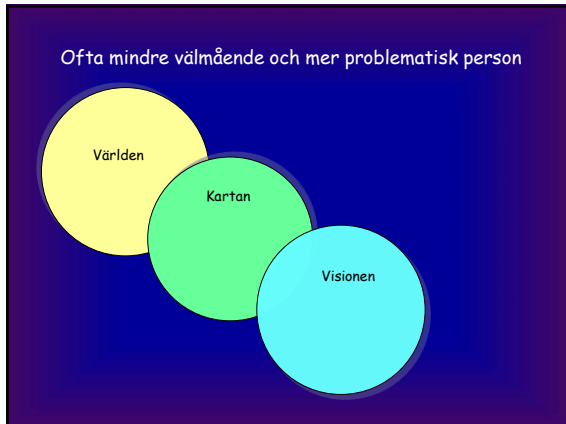 Ofta mindre välmående och mer problematisk person
Världen
Kartan
Visionen